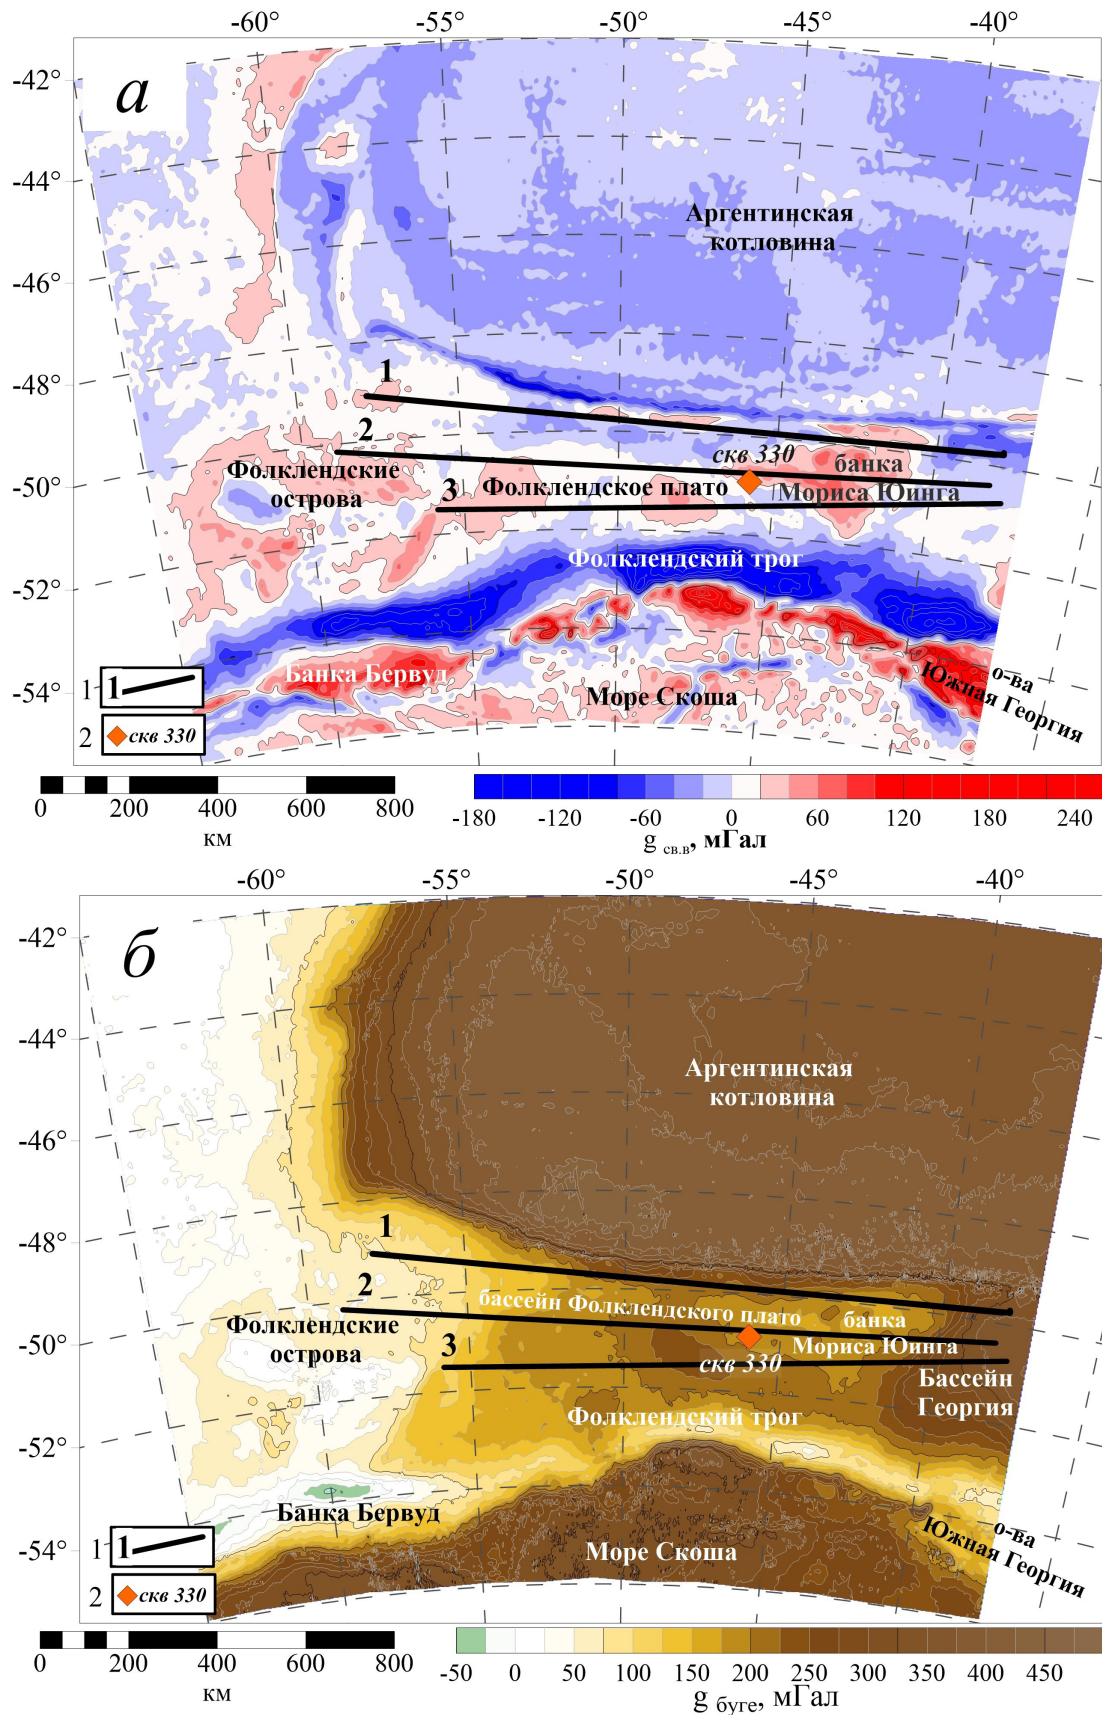 -60° -55° -50° -45° -40°
а
-42°
-44°
-46°
-48°
-50°
-52°
-54°
Аргентинская
котловина
1
2
3
скв 330
банка
Мориса Юинга
Фолклендские
острова
Фолклендское плато
Фолклендский трог
Банка Бервуд
Море Скоша
о-ва
Южная Георгия
1 1
2 скв 330
0 200 400 600 800
км
-180 -120 -60 0 60 120 180 240
g св.в, мГал
-60° -55° -50° -45° -40°
б
-42°
-44°
-46°
-48°
-50°
-52°
-54°
Аргентинская
котловина
1
2
3
бассейн Фолклендского плато
банка
Мориса Юинга
Фолклендские
острова
скв 330
Бассейн
Георгия
Фолклендский трог
Банка Бервуд
Море Скоша
о-ва
Южная Георгия
1 1
2 скв 330
0 200 400 600 800
км
-50 0 50 100 150 200 250 300 350 400 450
g буге, мГал